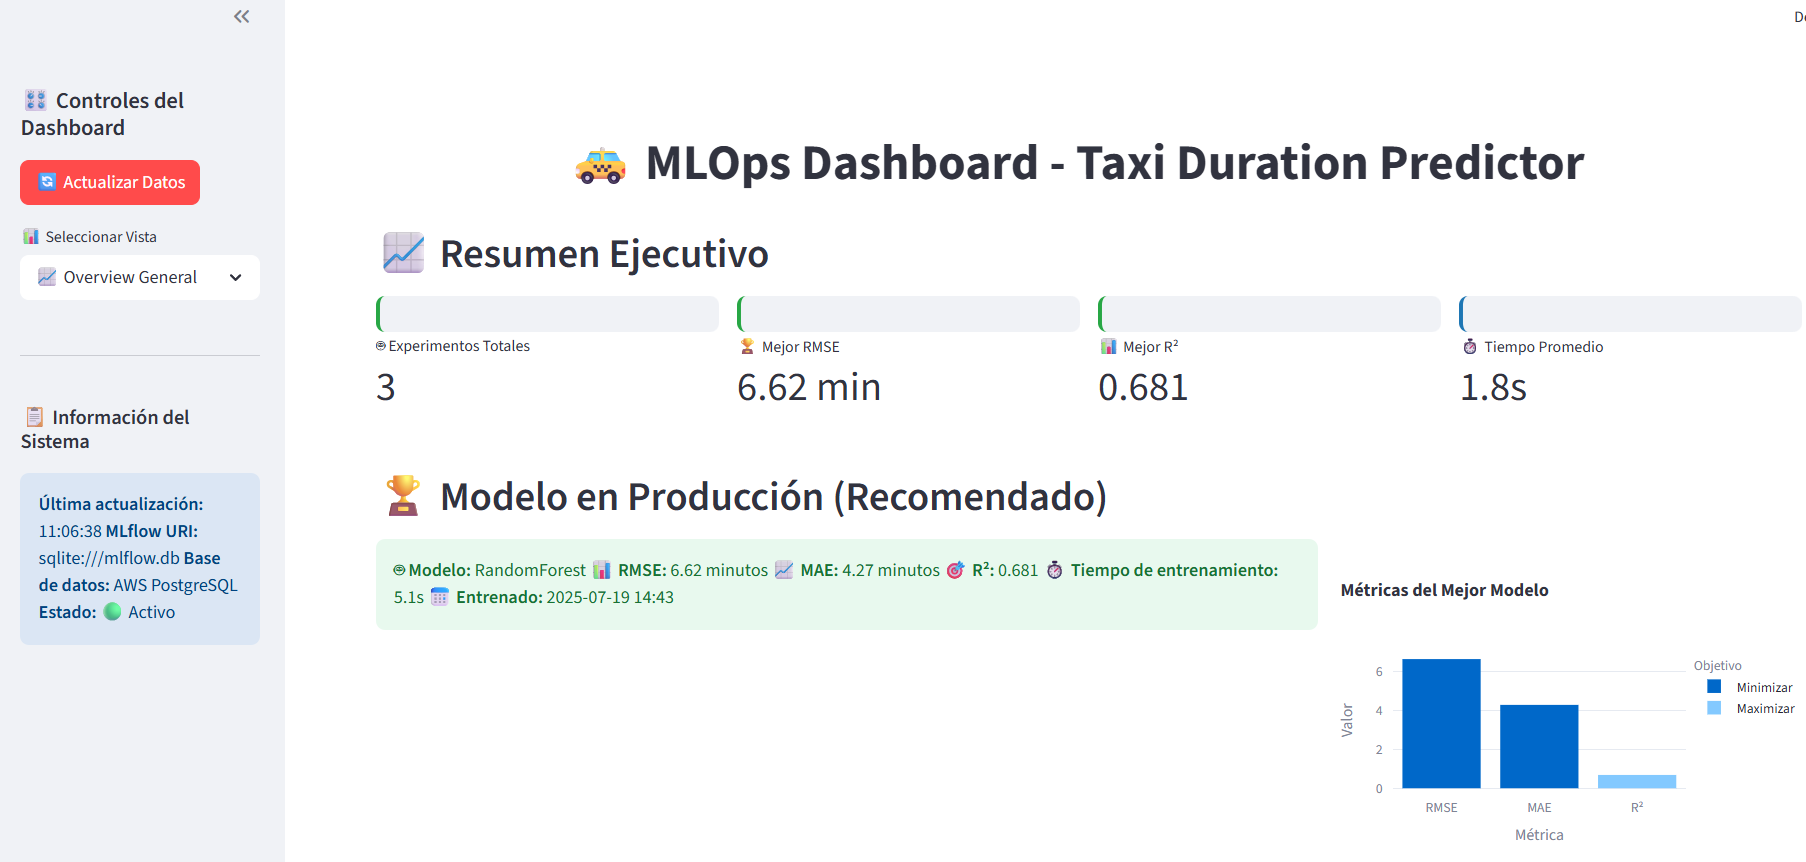 Controles del
Dashboard
Actualizar Datos
Seleccionar Vista
Overview General
Información del
Sistema
Última actualización:
11:06:38 MLflow URI:
sqlite:///mlflow.db Base
de datos: AWS PostgreSQL
Estado: Activo
MLOps Dashboard - Taxi Duration Predictor
Resumen Ejecutivo
Experimentos Totales
3
Mejor RMSE
6.62 min
Mejor R²
0.681
Tiempo Promedio
1.8s
Modelo en Producción (Recomendado)
Modelo: RandomForest RMSE: 6.62 minutos MAE: 4.27 minutos R²: 0.681 Tiempo de entrenamiento:
5.1s Entrenado: 2025-07-19 14:43
Métricas del Mejor Modelo
Objetivo
Minimizar
Maximizar
Valor
6
4
2
0
RMSE
MAE
R²
Métrica